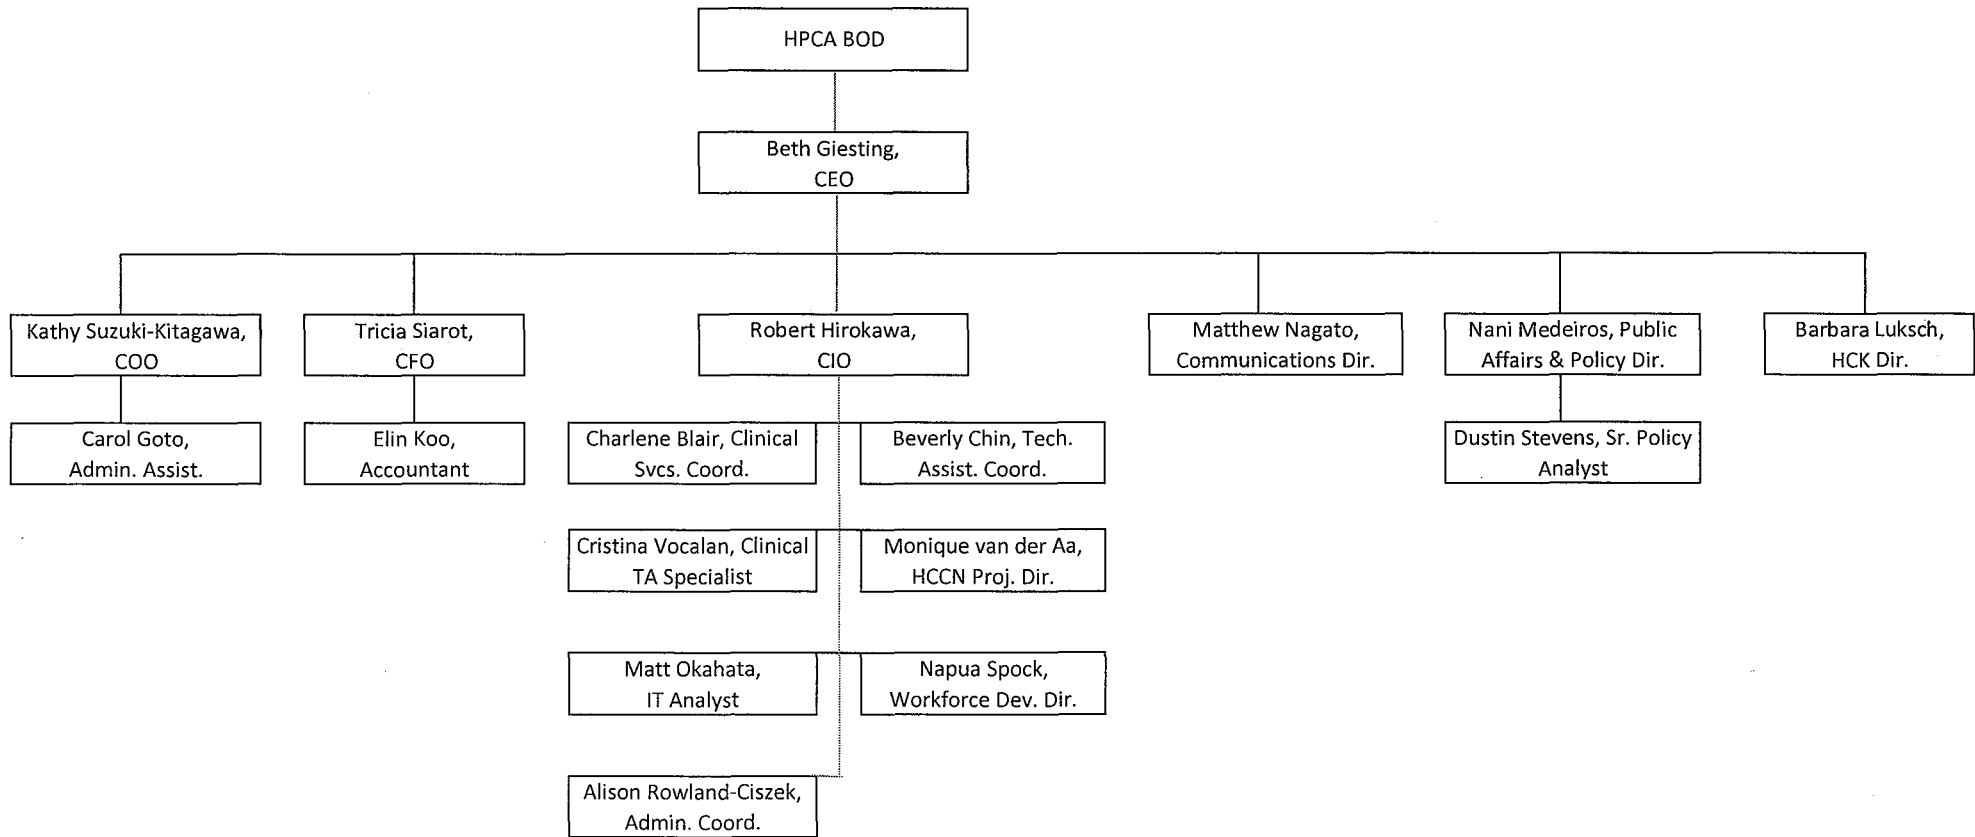 HPCA BOD
Beth Giesting,
CEO
Kathy Suzuki-Kitagawa,
COO
Tricia Siarot,
CFO
Robert Hirokawa,
CIO
Matthew Nagato,
Communications Dir.
Nani Medeiros, Public
Affairs & Policy Dir.
Barbara Luksch,
HCK Dir.
Carol Goto,
Admin. Assist.
Elin Koo,
Accountant
Charlene Blair, Clinical
Svcs. Coord.
Beverly Chin, Tech.
Assist. Coord.
Dustin Stevens, Sr. Policy
Analyst
Cristina Vocalan, Clinical
TA Specialist
Monique van der Aa,
HCCN Proj. Dir.
Matt Okahata,
IT Analyst
Napua Spock,
Workforce Dev. Dir.
Alison Rowland-Ciszek,
Admin. Coord.